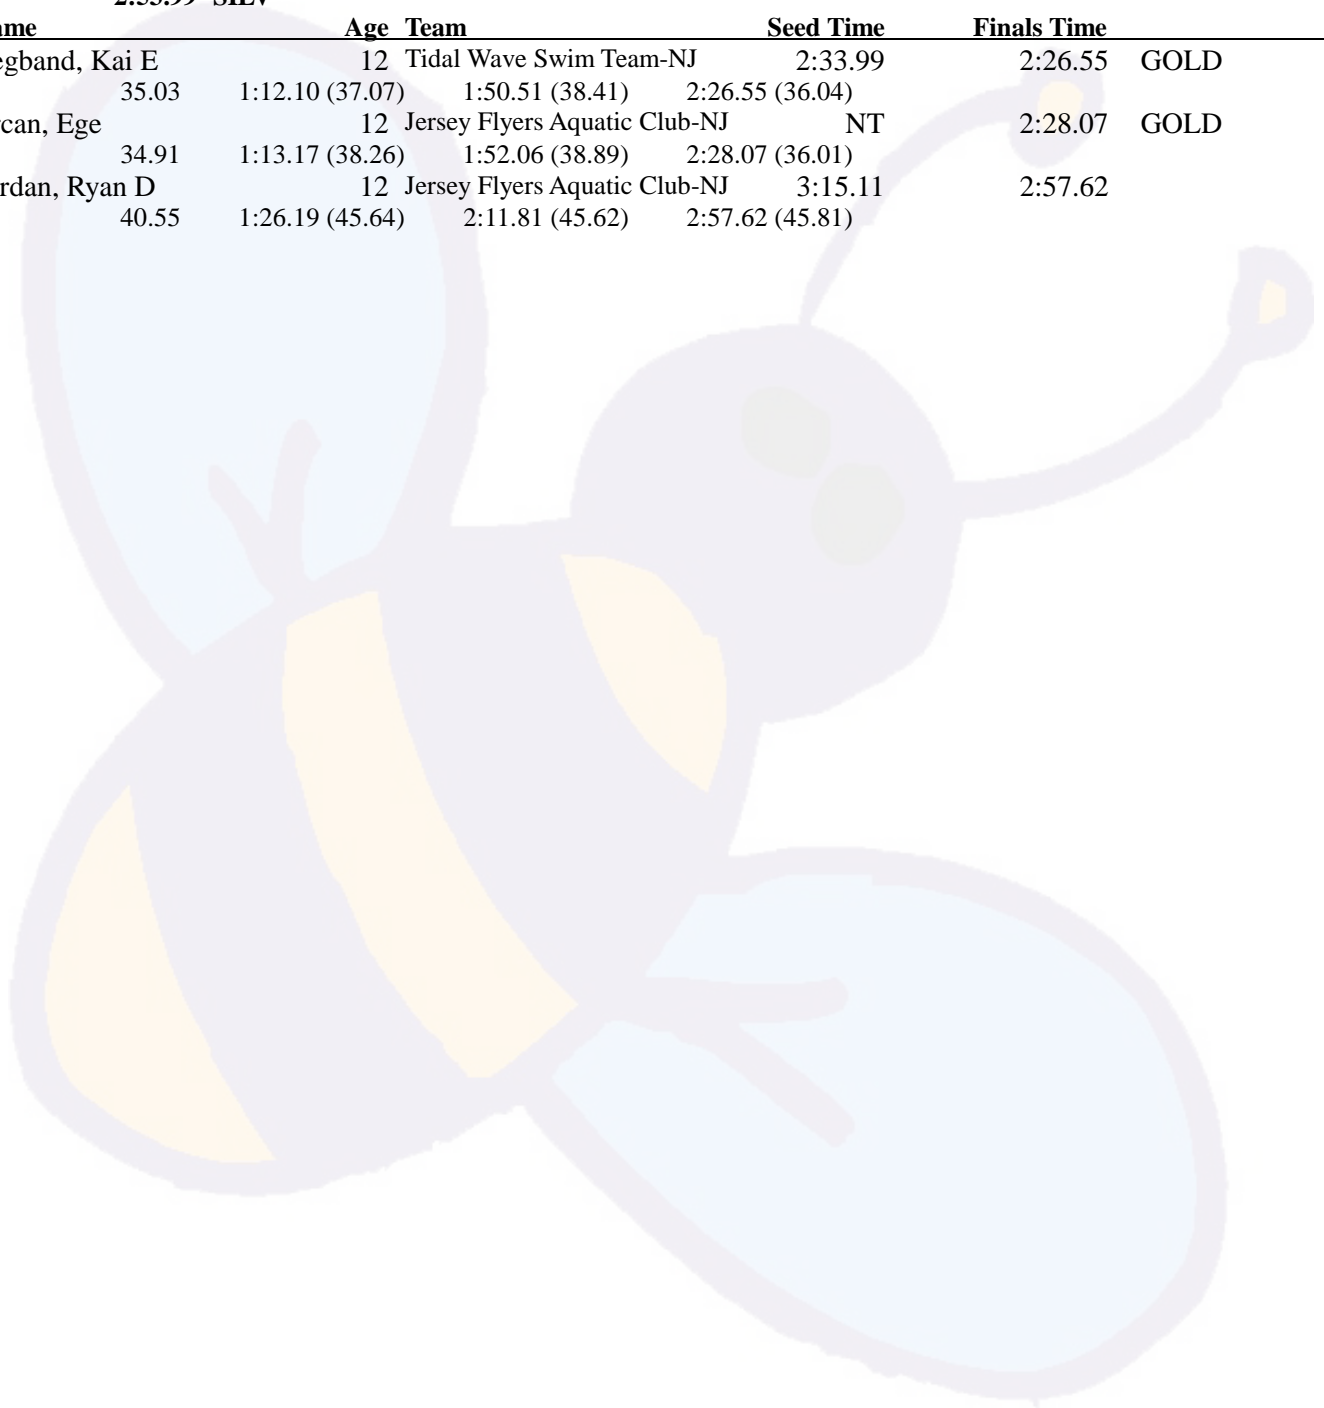 2:53.99 SILV
Age Team Seed Time Finals Time
Kai E 12 Tidal Wave Swim Team-NJ 2:33.99 2:26.55 GOLD
35.03 1:12.10 (37.07) 1:50.51 (38.41) 2:26.55 (36.04)
Ege 12 Jersey Flyers Aquatic Club-NJ NT 2:28.07 GOLD
34.91 1:13.17 (38.26) 1:52.06 (38.89) 2:28.07 (36.01)
Ryan D 12 Jersey Flyers Aquatic Club-NJ 3:15.11 2:57.62
40.55 1:26.19 (45.64) 2:11.81 (45.62) 2:57.62 (45.81)